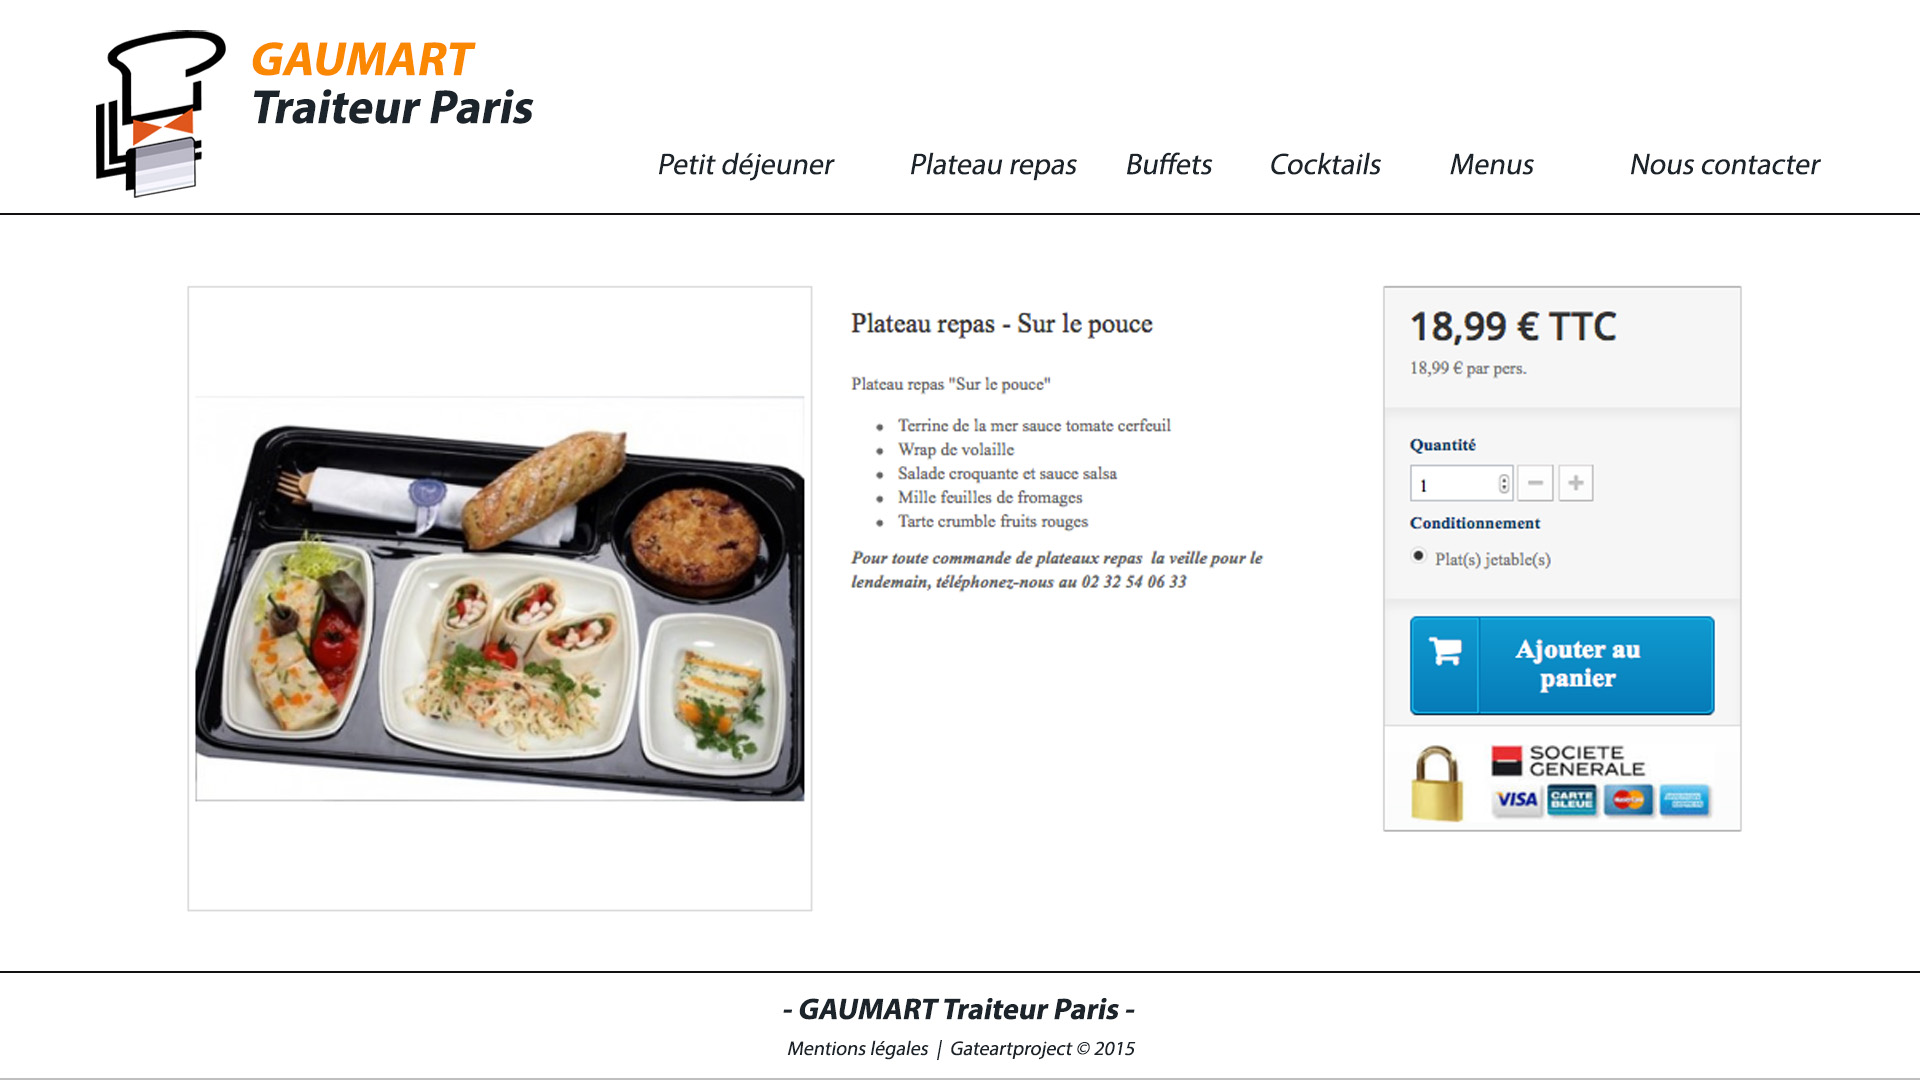 GAUMART
Traiteur Paris
Petit déjeuner
Plateau repas
Buffets
Cocktails
Menus
Nous contacter
Plateau repas - Sur le pouce
Plateau repas "Sur le pouce"
Terrine de la mer sauce tomate cerfeuil
Wrap de volaille
Salade croquante et sauce salsa
Mille feuilles de fromages
Tarte crumble fruits rouges
Pour toute commande de plateaux repas la veille pour le
lendemain, téléphonez-nous au 02 32 54 06 33
18,99 € TTC
18,99 € par pers.
Quantité
1
Conditionnement
Plat(s) jetable(s)
Ajouter au
panier
SOCIETE
GENERALE
VISA
CARTE
BLEUE
MasterCard
- GAUMART Traiteur Paris -
Mentions légales | Gateartproject © 2015